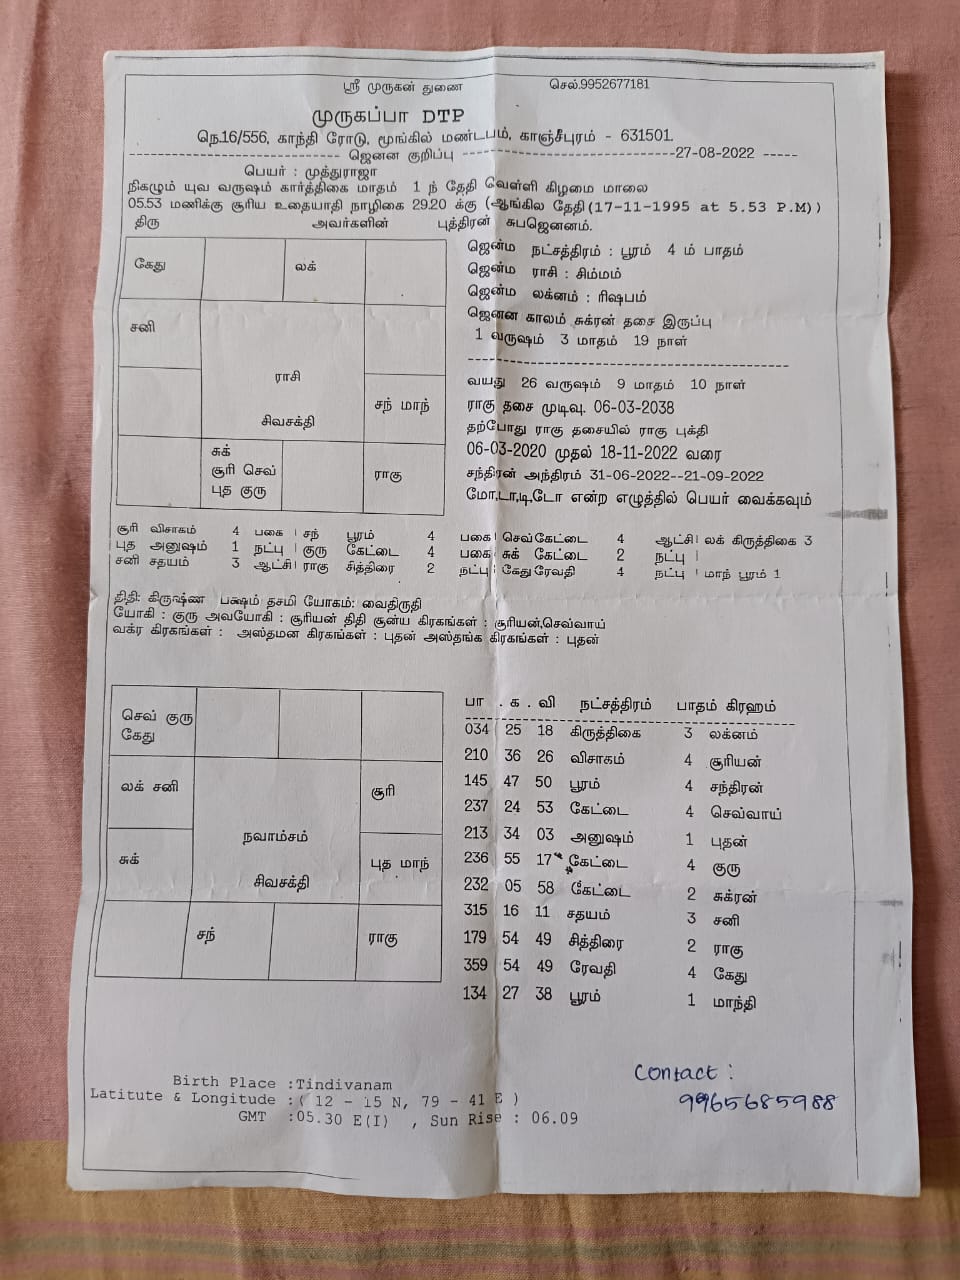 ஸ்ரீ முருகன் துணை செல்.9952677181
முருகப்பா DTP
நெ.16/556, காந்தி ரோடு, மூங்கில் மண்டபம், காஞ்சீபுரம் - 631501.
------------------------------ ஜெனன குறிப்பு ------------------------------27-08-2022 -----
பெயர் : முத்துராஜா
நிகழும் யுவ வருஷம் கார்த்திகை மாதம் 1 ந் தேதி வெள்ளி கிழமை மாலை
05.53 மணிக்கு சூரிய உதையாதி நாழிகை 29.20 க்கு (ஆங்கில தேதி(17-11-1995 at 5.53 P.M))
திரு அவர்களின் புத்திரன் சுபஜெனனம்.
கேது லக்
சனி
ராசி
சந் மாந்
சிவசக்தி
சுக்
சூரி செவ்
புத குரு
ராகு
ஜென்ம நட்சத்திரம் : பூரம் 4 ம் பாதம்
ஜென்ம ராசி : சிம்மம்
ஜென்ம லக்னம் : ரிஷபம்
ஜெனன காலம் சுக்ரன் தசை இருப்பு
1 வருஷம் 3 மாதம் 19 நாள்
வயது 26 வருஷம் 9 மாதம் 10 நாள்
ராகு தசை முடிவு. 06-03-2038
தற்போது ராகு தசையில் ராகு புக்தி
06-03-2020 முதல் 18-11-2022 வரை
சந்திரன் அந்திரம் 31-06-2022--21-09-2022
மோ,டா,டி,டோ என்ற எழுத்தில் பெயர் வைக்கவும்
சூரி விசாகம் 4 பகை | சந் பூரம் 4 பகை செவ் கேட்டை 4 ஆட்சி | லக் கிருத்திகை 3
புத அனுஷம் 1 நட்பு | குரு கேட்டை 4 பகை சுக் கேட்டை 2 நட்பு |
சனி சதயம் 3 ஆட்சி | ராகு சித்திரை 2 நட்பு கேது ரேவதி 4 நட்பு | மாந் பூரம் 1
திதி: கிருஷ்ண பக்ஷம் தசமி யோகம்: வைதிருதி
யோகி : குரு அவயோகி : சூரியன் திதி சூன்ய கிரகங்கள் : சூரியன்,செவ்வாய்
வக்ர கிரகங்கள் : அஸ்தமன கிரகங்கள் : புதன் அஸ்தங்க கிரகங்கள் : புதன்
செவ் குரு
கேது
லக் சனி
சூரி
நவாம்சம்
சுக்
புத மாந்
சிவசக்தி
சந்
ராகு
பா . க . வி நட்சத்திரம் பாதம் கிரஹம்
034 25 18 கிருத்திகை 3 லக்னம்
210 36 26 விசாகம் 4 சூரியன்
145 47 50 பூரம் 4 சந்திரன்
237 24 53 கேட்டை 4 செவ்வாய்
213 34 03 அனுஷம் 1 புதன்
236 55 17 கேட்டை 4 குரு
232 05 58 கேட்டை 2 சுக்ரன்
315 16 11 சதயம் 3 சனி
179 54 49 சித்திரை 2 ராகு
359 54 49 ரேவதி 4 கேது
134 27 38 பூரம் 1 மாந்தி
Birth Place :Tindivanam
Latitute & Longitude :( 12 - 15 N, 79 - 41 E )
GMT :05.30 E(I) , Sun Rise : 06.09
Contact :
9965685988